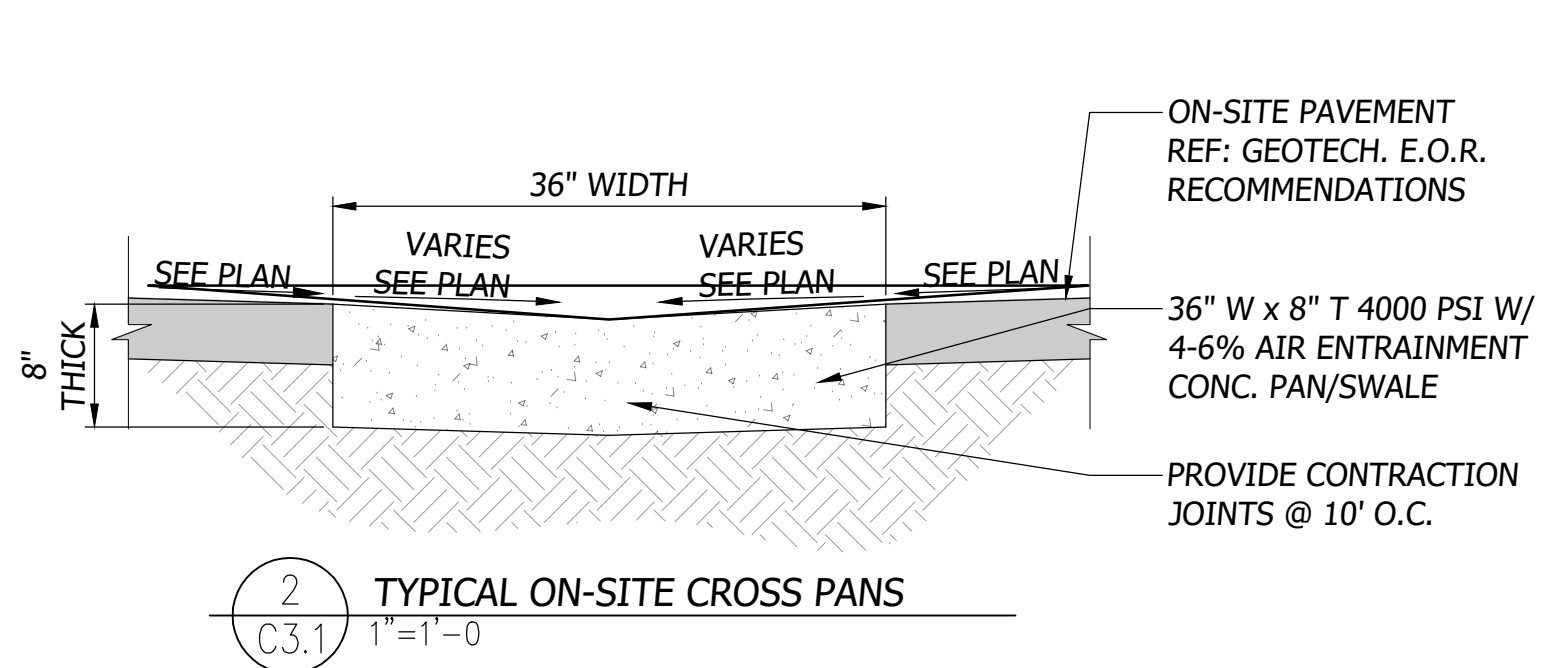 ON-SITE PAVEMENT
REF: GEOTECH. E.O.R.
RECOMMENDATIONS
36" WIDTH
VARIES
SEE PLAN
VARIES
SEE PLAN
SEE PLAN
SEE PLAN
8"
THICK
36" W x 8" T 4000 PSI W/
4-6% AIR ENTRAINMENT
CONC. PAN/SWALE
PROVIDE CONTRACTION
JOINTS @ 10' O.C.
2
C3.1
TYPICAL ON-SITE CROSS PANS
1"=1'-0